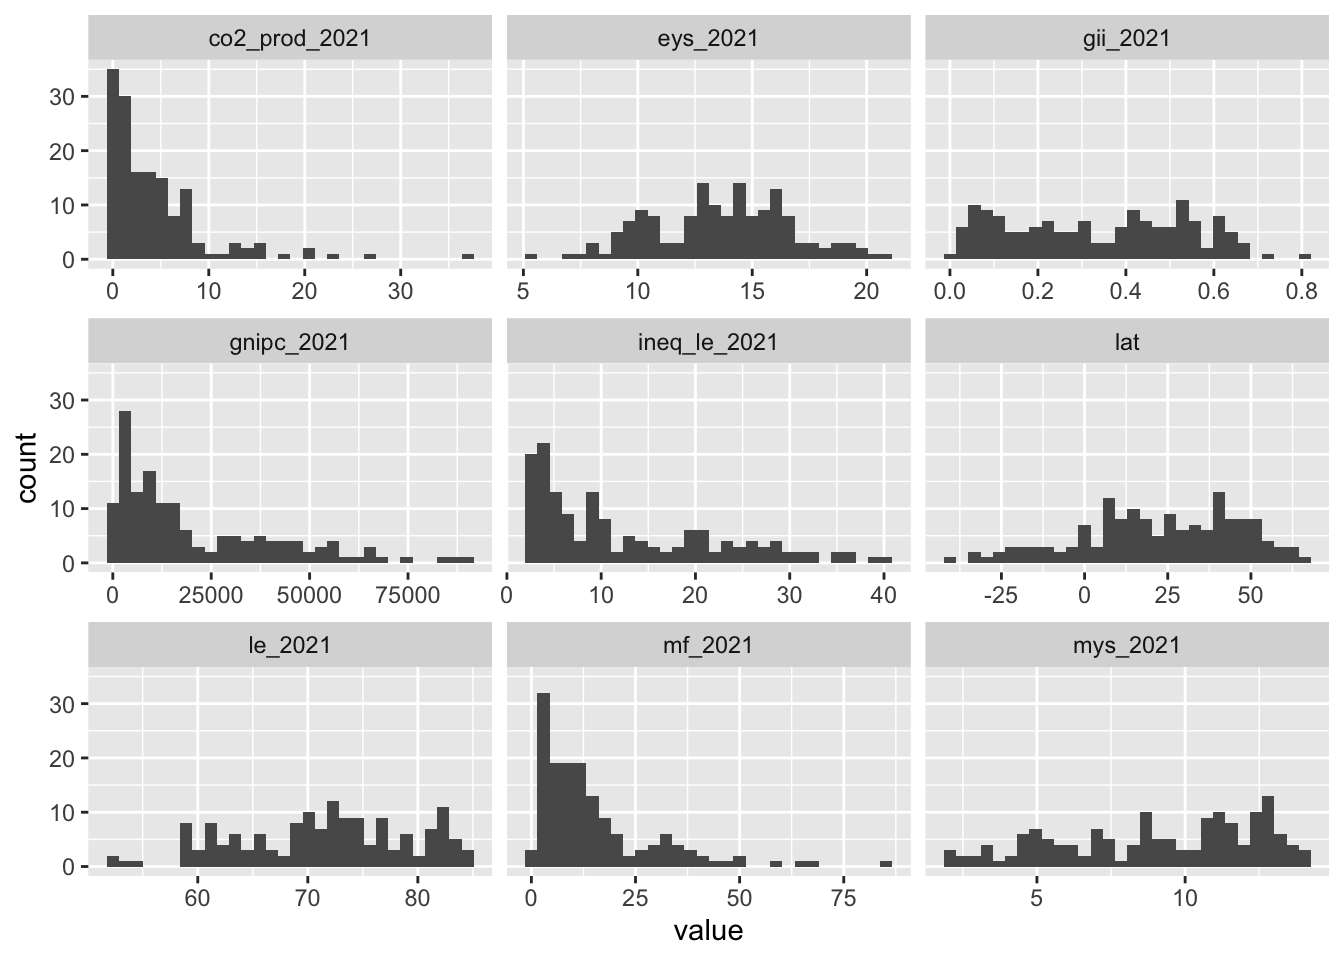 co2_prod_2021 eys_2021 gii_2021
30
20
10
0
0 10 20 30 5 10 15 20 0.0 0.2 0.4 0.6 0.8
gnipc_2021 ineq_le_2021 lat
30
20
10
0
0 25000 50000 75000 0 10 20 30 40 -25 0 25 50
le_2021 mf_2021 mys_2021
30
20
10
0
60 70 80 0 25 50 75 5 10
count
value